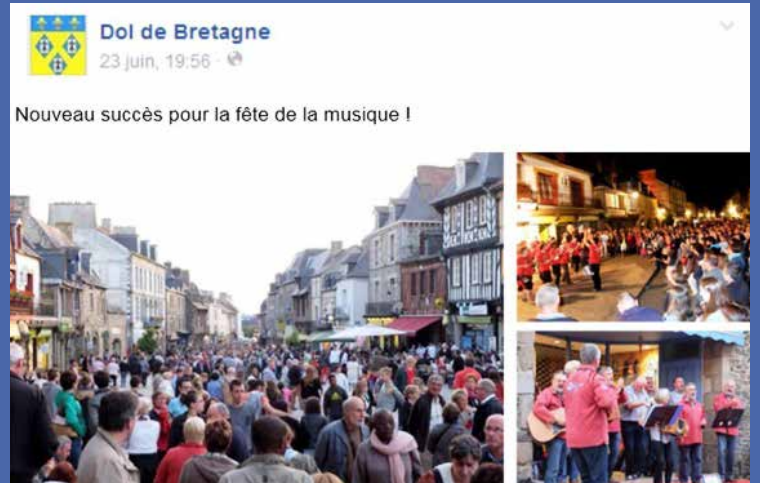 Dol de Bretagne
23 juin, 19:56 ·
Nouveau succès pour la fête de la musique !